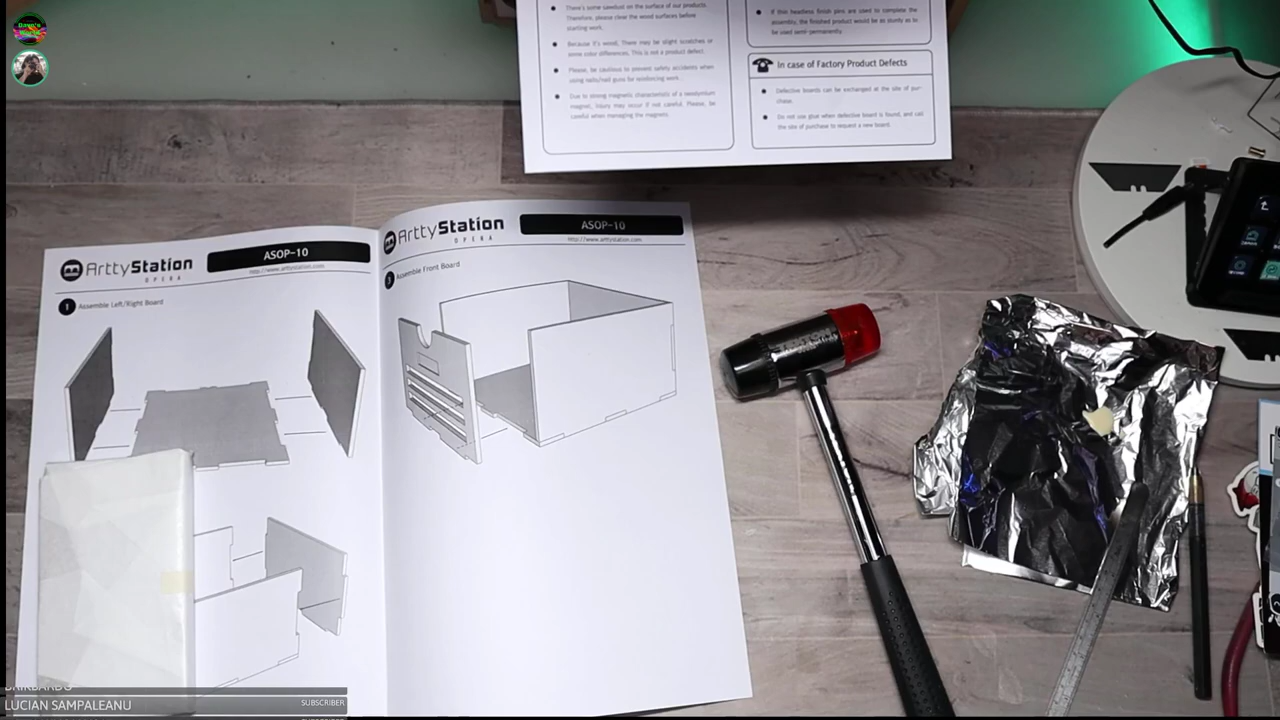 Dave's
World
There's some sawdust on the surface of our products.
Therefore, please clear the wood surfaces before
starting work.
Because it's wood, There may be slight scratches or
some color differences. This is not a product defect.
Please, be cautious to prevent safety accidents when
using nails/nail guns for reinforcing work.
Due to strong magnetic characteristic of a neodymium
magnet, injury may occur if not careful. Please, be
careful when managing the magnets.
If thin headless finish pins are used to complete the
assembly, the finished product would be as sturdy as to
be used semi-permanently.
In case of Factory Product Defects
Defective boards can be exchanged at the site of pur-
chase.
Do not use glue when defective board is found, and call
the site of purchase to request a new board.
ArttyStation
OPERA
ASOP-10
http://www.arttystation.com
1 Assemble Left/Right Board
ArttyStation
OPERA
ASOP-10
http://www.arttystation.com
3 Assemble Front Board
LUCIAN SAMPALEANU SUBSCRIBER